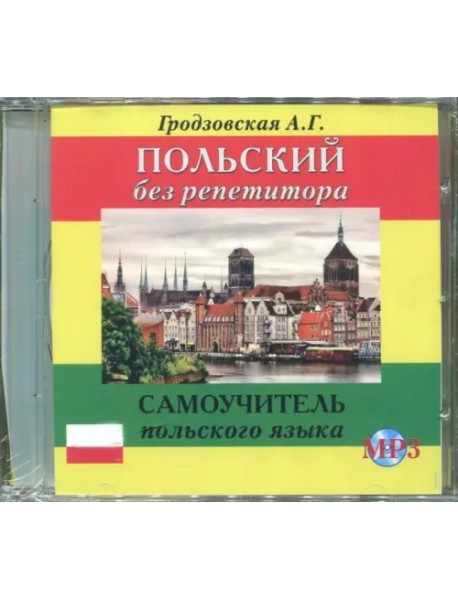 Гродзовская А.Г.
ПОЛЬСКИЙ
без репетитора
САМОУЧИТЕЛЬ
польского языка
MP3